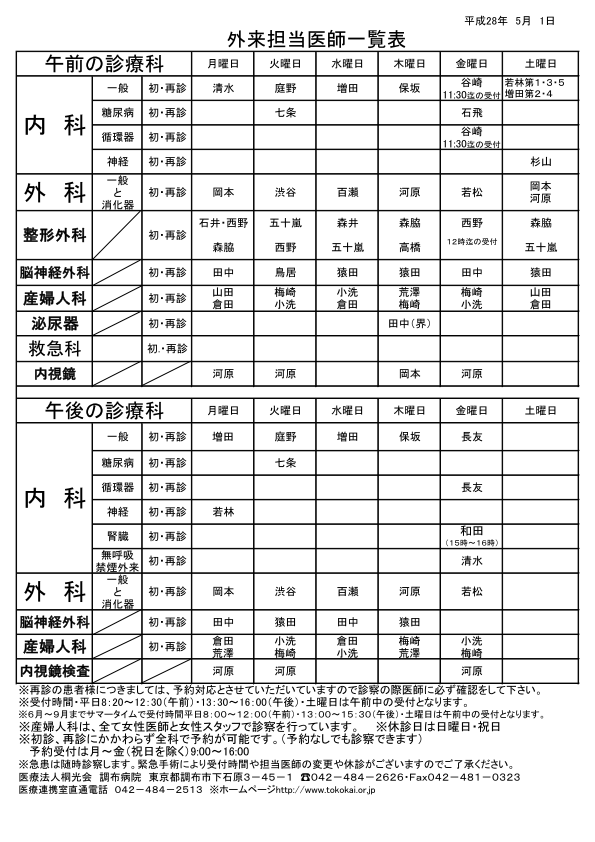 平成28年 5月 1日
外来担当医師一覧表
午前の診療科 月曜日 火曜日 水曜日 木曜日 金曜日 土曜日
内 科 一般 初・再診 清水 庭野 増田 保坂 谷崎 11:30迄の受付 若林第1・3・5 増田第2・4
糖尿病 初・再診 七条 石飛
循環器 初・再診 谷崎 11:30迄の受付
神経 初・再診 杉山
外 科 一般と消化器 初・再診 岡本 渋谷 百瀬 河原 若松 岡本 河原
整形外科 初・再診 石井・西野 森脇 五十嵐 西野 森井 五十嵐 森脇 高橋 西野 12時迄の受付 森脇 五十嵐
脳神経外科 初・再診 田中 鳥居 猿田 猿田 田中 猿田
産婦人科 初・再診 山田 倉田 梅崎 小洗 小洗 倉田 荒澤 梅崎 梅崎 小洗 山田 倉田
泌尿器 初・再診 田中(界)
救急科 初.・再診
内視鏡 河原 河原 岡本 河原
午後の診療科 月曜日 火曜日 水曜日 木曜日 金曜日 土曜日
内 科 一般 初・再診 増田 庭野 増田 保坂 長友
糖尿病 初・再診 七条
循環器 初・再診 長友
神経 初・再診 若林
腎臓 初・再診 和田 (15時~16時)
無呼吸 禁煙外来 初・再診 清水
外 科 一般と消化器 初・再診 岡本 渋谷 百瀬 河原 若松
脳神経外科 初・再診 田中 猿田 田中 猿田
産婦人科 初・再診 倉田 荒澤 小洗 梅崎 倉田 小洗 梅崎 荒澤 小洗 梅崎
内視鏡検査 河原 河原 河原
※再診の患者様につきましては、予約対応とさせていただいていますので診察の際医師に必ず確認をして下さい。
※受付時間・平日8:20~12:30(午前)・13:30~16:00(午後)・土曜日は午前中の受付となります。
※6月~9月までサマータイムで受付時間平日8:00~12:00(午前)・13:00~15:30(午後)・土曜日は午前中の受付となります。
※産婦人科は、全て女性医師と女性スタッフで診察を行っています。 ※休診日は日曜日・祝日
※初診、再診にかかわらず全科で予約が可能です。(予約なしでも診察できます)
予約受付は月~金(祝日を除く)9:00~16:00
※急患は随時診察します。緊急手術により受付時間や担当医師の変更や休診がございますのでご了承ください。
医療法人桐光会 調布病院 東京都調布市下石原3-45-1 ☎042-484-2626・Fax042-481-0323
医療連携室直通電話 042-484-2513 ※ホームページhttp://www.tokokai.or.jp